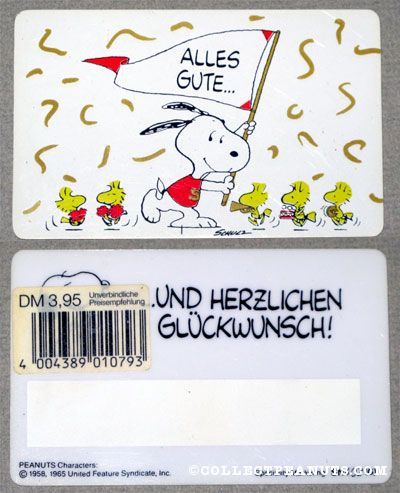 ALLES
GUTE...
SCHULZ
DM 3,95 Unverbindliche
Preisempfehlung
4 004389 010793
..UND HERZLICHEN
GLÜCKWUNSCH!
PEANUTS Characters:
© 1958, 1965 United Feature Syndicate, Inc.
©COLLECTPEANUTS.COM